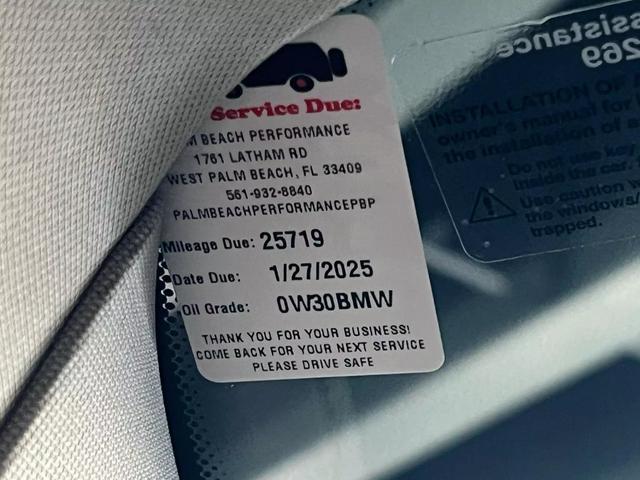 Service Due:
M BEACH PERFORMANCE
1761 LATHAM RD
WEST PALM BEACH, FL 33409
561-932-8840
PALMBEACHPERFORMANCEPBP
Mileage Due: 25719
Date Due: 1/27/2025
Oil Grade: 0W30BMW
THANK YOU FOR YOUR BUSINESS!
COME BACK FOR YOUR NEXT SERVICE
PLEASE DRIVE SAFE
ssistance
269
INSTALLATION OF
owner's manual for
the installation of
Do not use key
inside the car.
Use caution
the windows/
trapped.